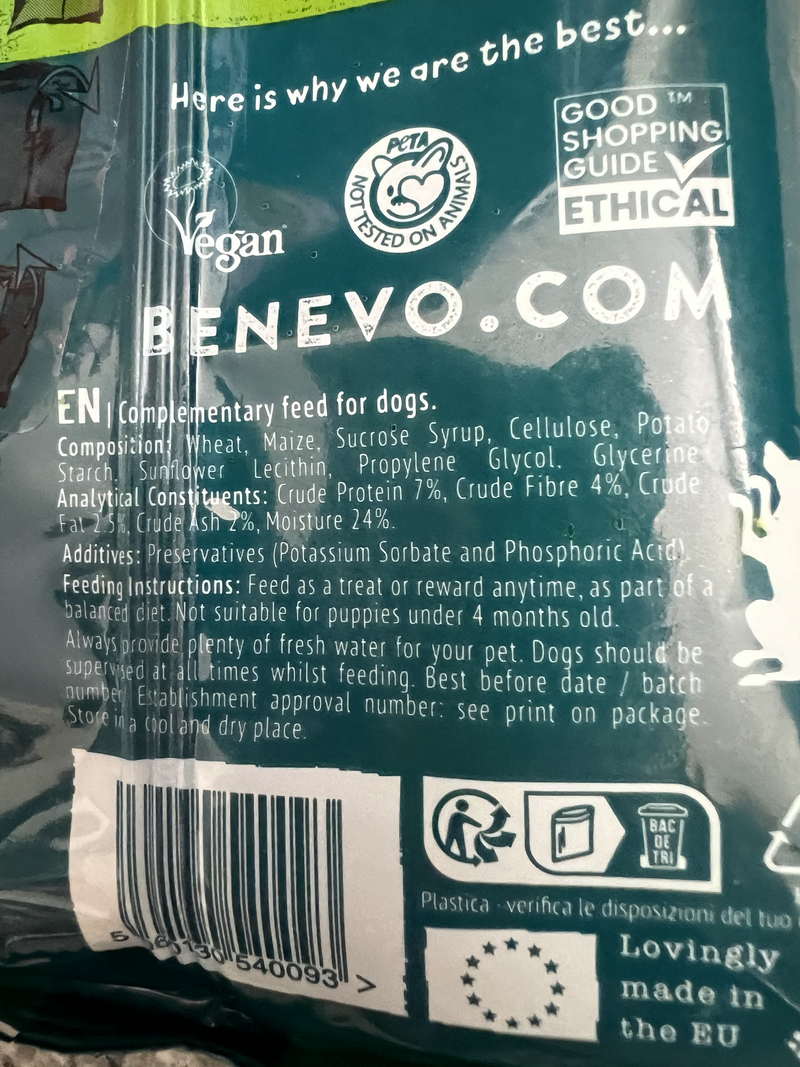 Here is why we are the best...
Vegan
PETA
NOT TESTED ON ANIMALS
GOOD ™
SHOPPING
GUIDE
ETHICAL
BENEVO.COM
EN | Complementary feed for dogs.
Composition: Wheat, Maize, Sucrose Syrup, Cellulose, Potato
Starch, Sunflower Lecithin, Propylene Glycol, Glycerine
Analytical Constituents: Crude Protein 7%, Crude Fibre 4%, Crude
Fat 2.5%, Crude Ash 2%, Moisture 24%.
Additives: Preservatives (Potassium Sorbate and Phosphoric Acid).
Feeding Instructions: Feed as a treat or reward anytime, as part of a
balanced diet. Not suitable for puppies under 4 months old.
Always provide plenty of fresh water for your pet. Dogs should be
supervised at all times whilst feeding. Best before date / batch
number/ Establishment approval number: see print on package.
Store in a cool and dry place.
BAC
DE
TRI
Plastica - verifica le disposizioni del tuo
5 060130 540093 >
Lovingly
made in
the EU